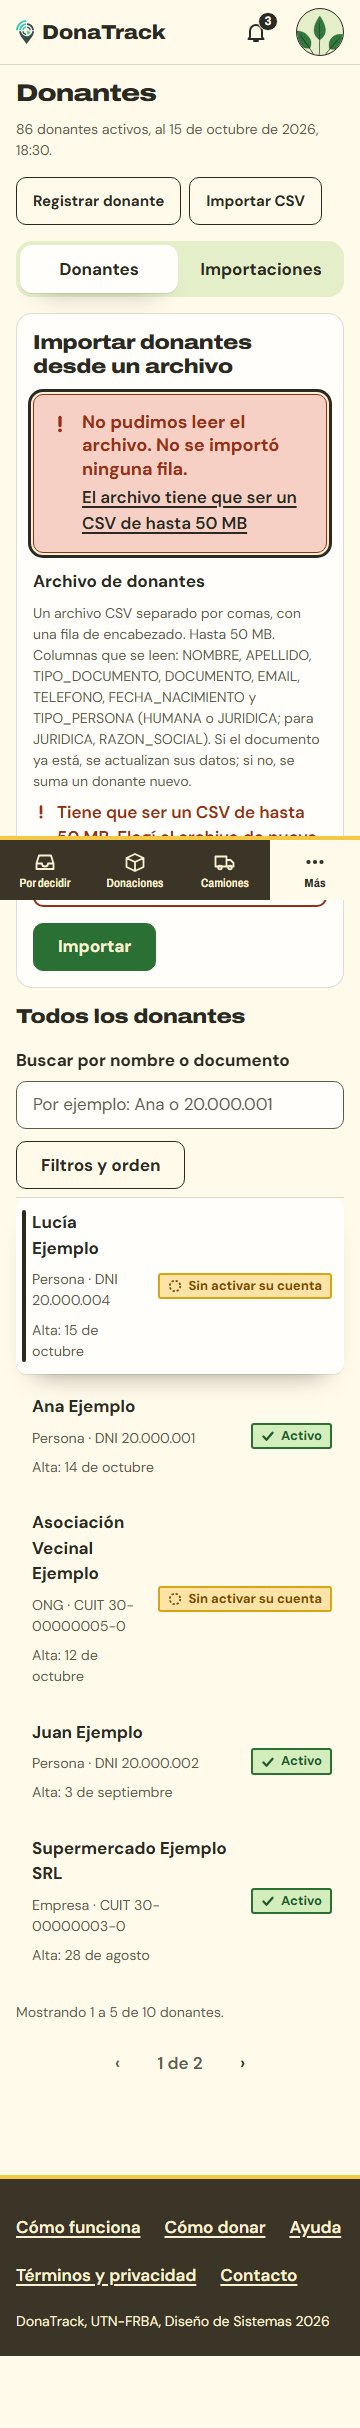 DonaTrack
3
Donantes
86 donantes activos, al 15 de octubre de 2026,
18:30.
Registrar donante
Importar CSV
Donantes
Importaciones
Importar donantes
desde un archivo
No pudimos leer el
archivo. No se importó
ninguna fila.
El archivo tiene que ser un
CSV de hasta 50 MB
Archivo de donantes
Un archivo CSV separado por comas, con
una fila de encabezado. Hasta 50 MB.
Columnas que se leen: NOMBRE, APELLIDO,
TIPO_DOCUMENTO, DOCUMENTO, EMAIL,
TELEFONO, FECHA_NACIMIENTO y
TIPO_PERSONA (HUMANA o JURIDICA; para
JURIDICA, RAZON_SOCIAL). Si el documento
ya está, se actualizan sus datos; si no, se
suma un donante nuevo.
Tiene que ser un CSV de hasta
50 MB. Elegí el archivo de nuevo
Por decidir
Donaciones
Camiones
Más
Importar
Todos los donantes
Buscar por nombre o documento
Por ejemplo: Ana o 20.000.001
Filtros y orden
Lucía
Ejemplo
Persona · DNI
20.000.004
Alta: 15 de
octubre
Sin activar su cuenta
Ana Ejemplo
Persona · DNI 20.000.001
Alta: 14 de octubre
Activo
Asociación
Vecinal
Ejemplo
ONG · CUIT 30-
00000005-0
Alta: 12 de
octubre
Sin activar su cuenta
Juan Ejemplo
Persona · DNI 20.000.002
Alta: 3 de septiembre
Activo
Supermercado Ejemplo
SRL
Empresa · CUIT 30-
00000003-0
Alta: 28 de agosto
Activo
Mostrando 1 a 5 de 10 donantes.
‹ 1 de 2 ›
Cómo funciona
Cómo donar
Ayuda
Términos y privacidad
Contacto
DonaTrack, UTN-FRBA, Diseño de Sistemas 2026